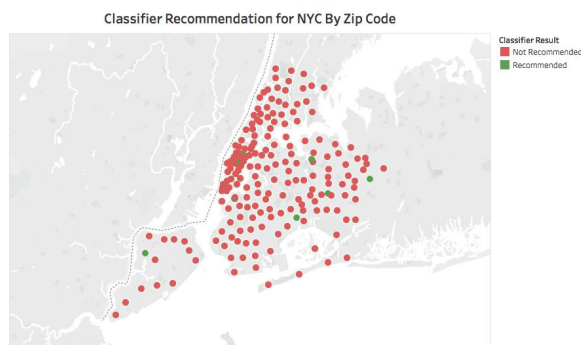 Classifier Recommendation for NYC By Zip Code
Classifier Result
Not Recommended
Recommended